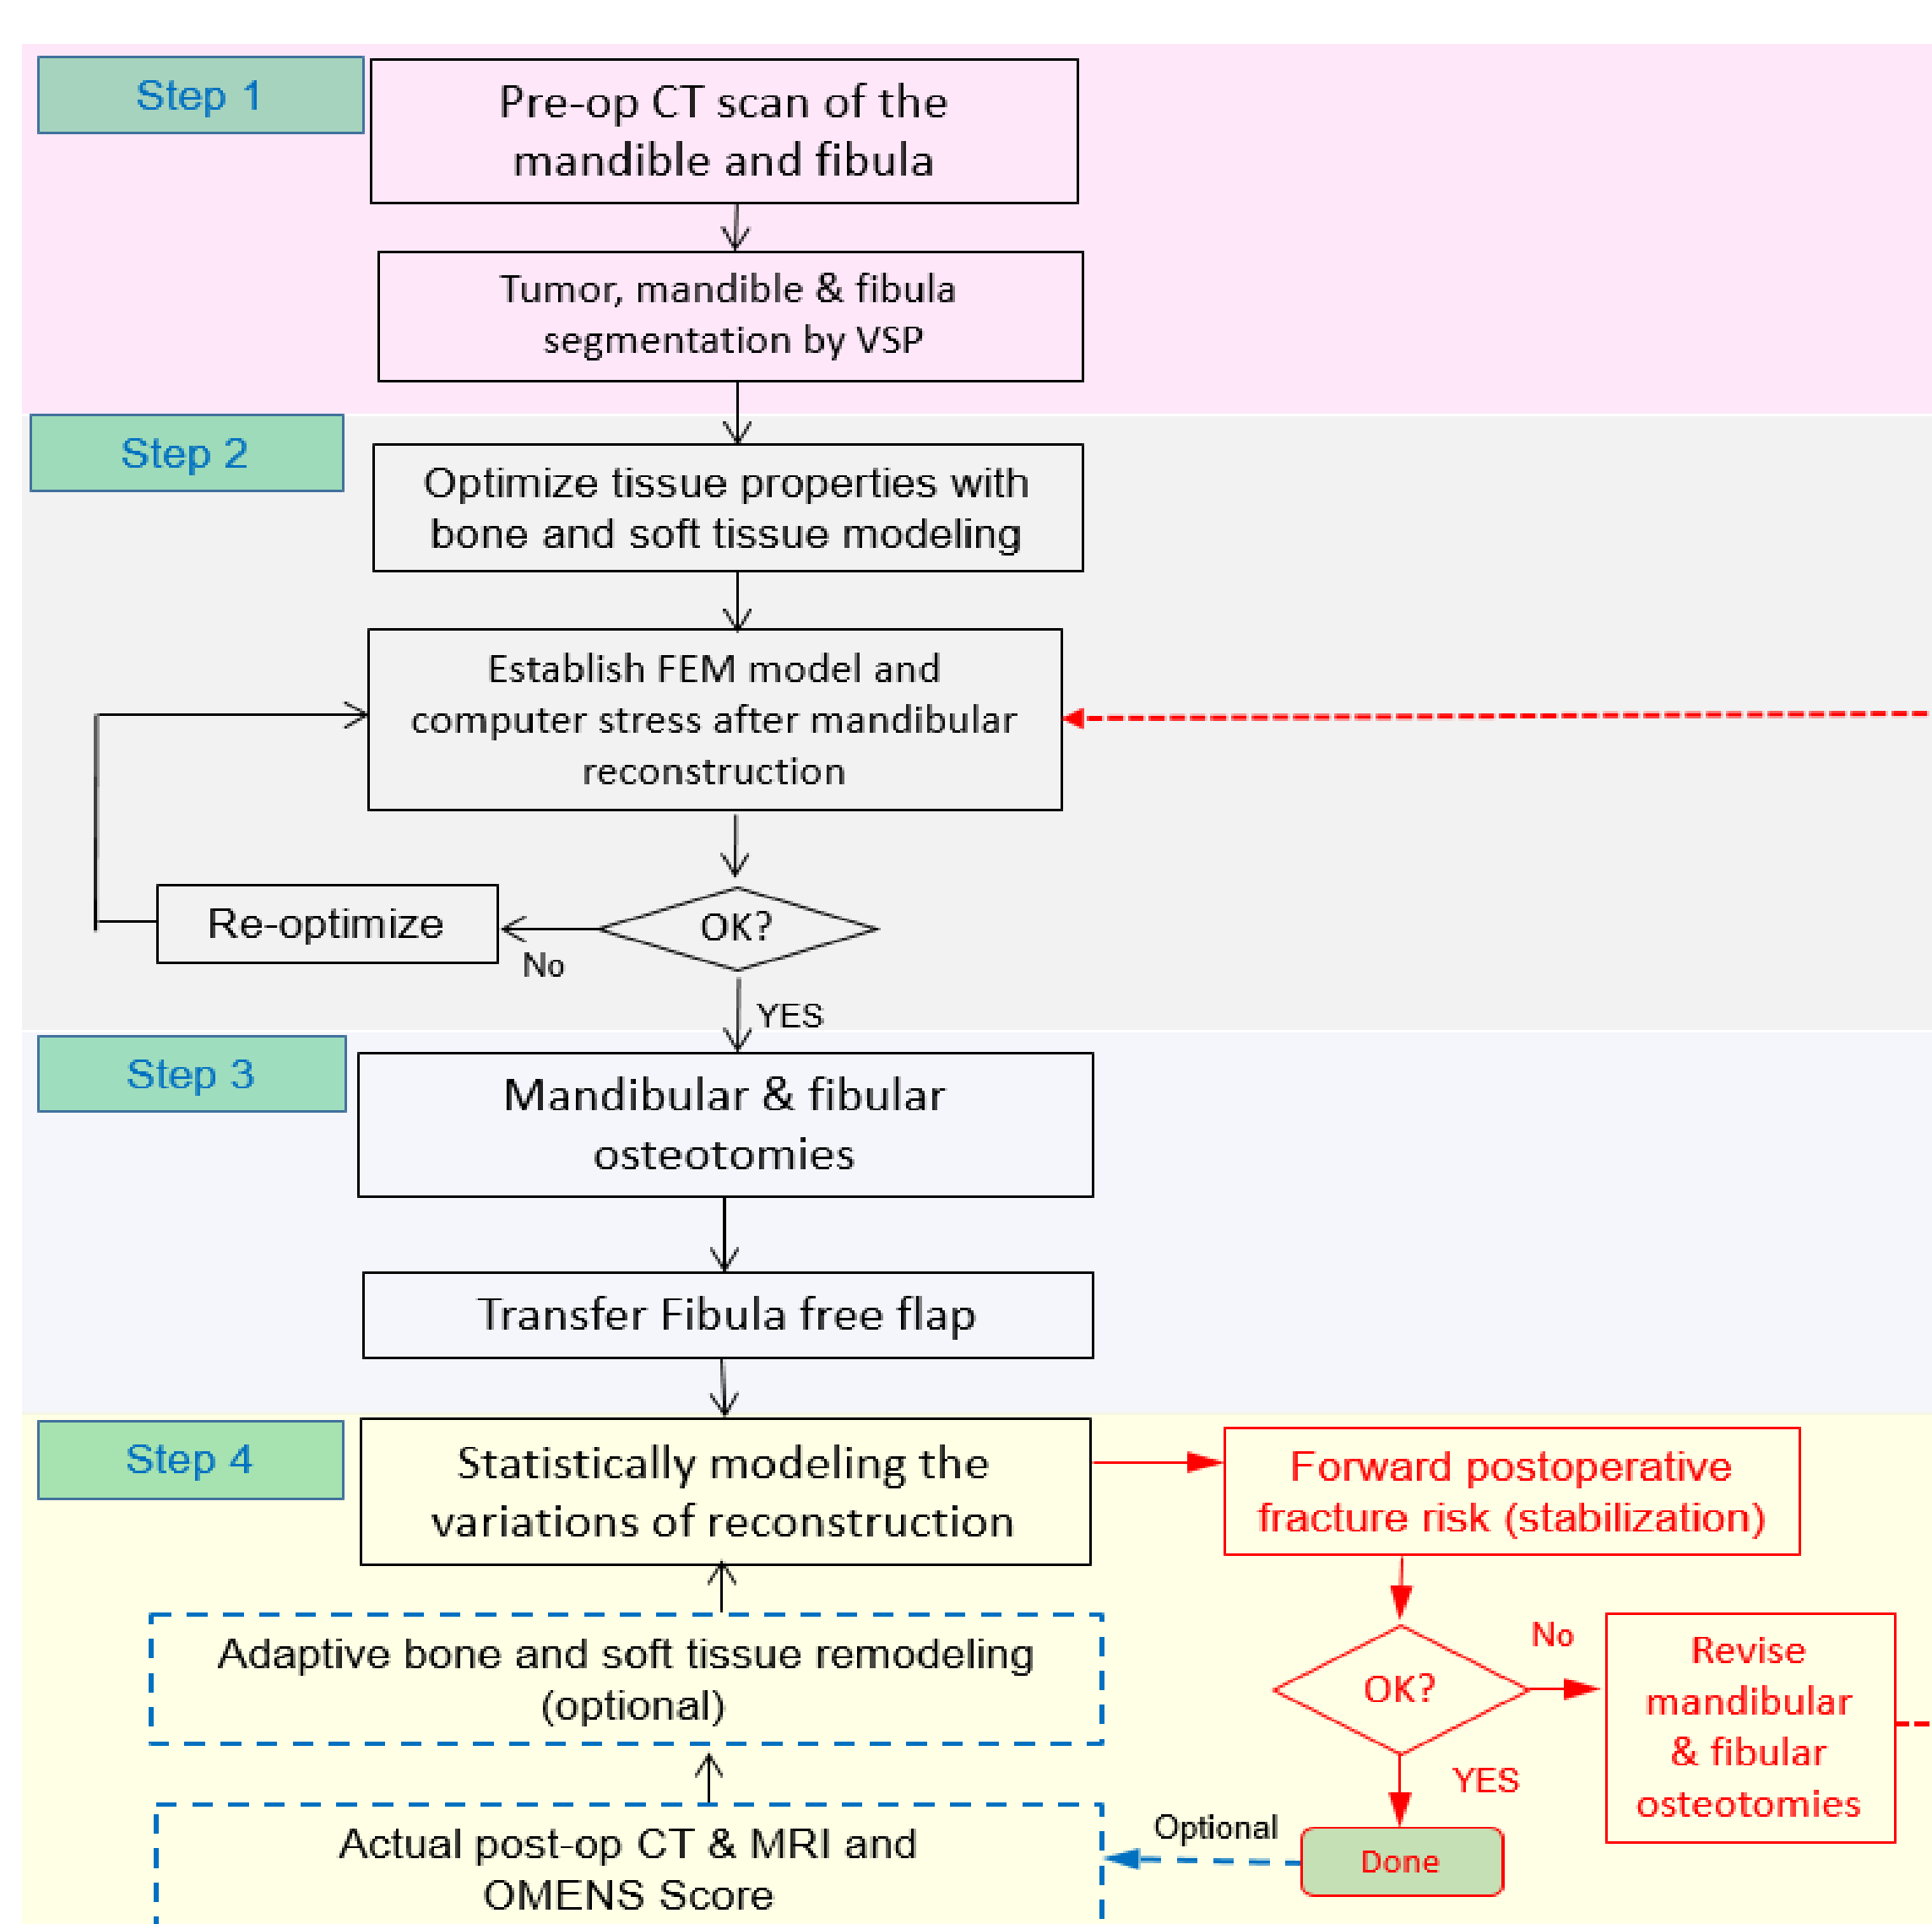 Step 1
Pre-op CT scan of the
mandible and fibula
Tumor, mandible & fibula
segmentation by VSP
Step 2
Optimize tissue properties with
bone and soft tissue modeling
Establish FEM model and
computer stress after mandibular
reconstruction
OK?
No
Re-optimize
YES
Step 3
Mandibular & fibular
osteotomies
Transfer Fibula free flap
Step 4
Statistically modeling the
variations of reconstruction
Forward postoperative
fracture risk (stabilization)
OK?
No
Revise
mandibular
& fibular
osteotomies
YES
Done
Optional
Adaptive bone and soft tissue remodeling
(optional)
Actual post-op CT & MRI and
OMENS Score